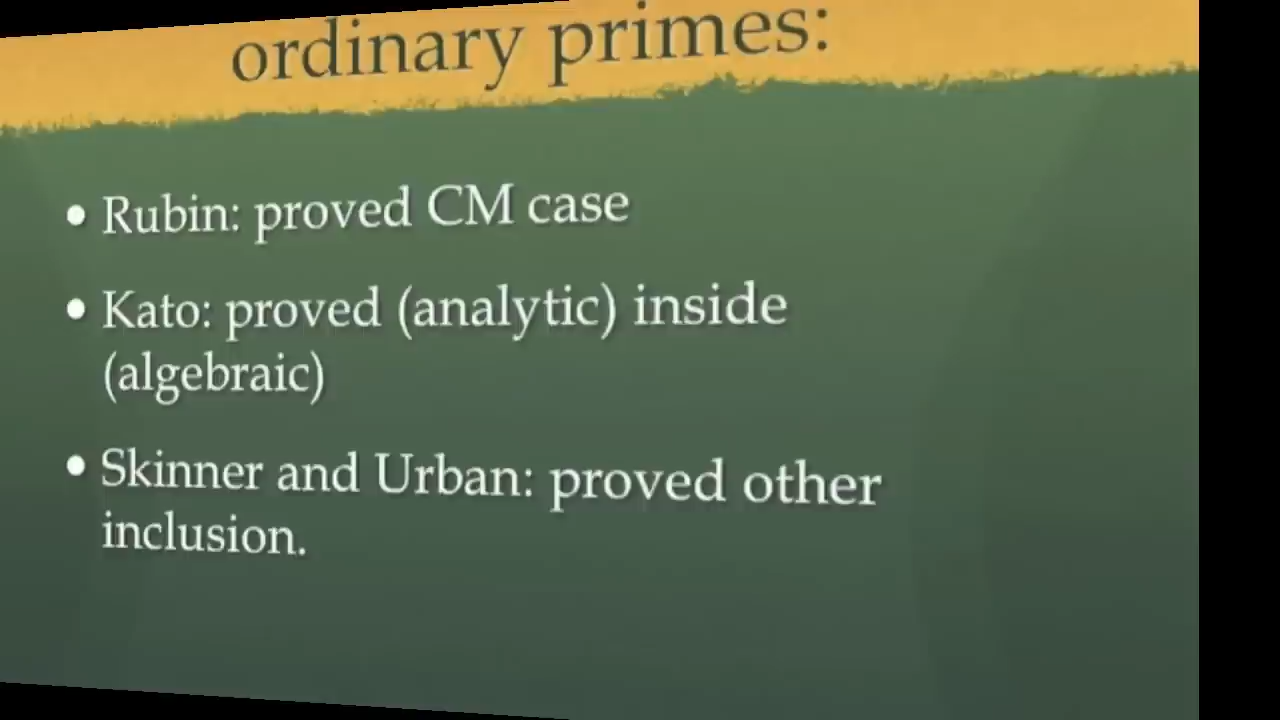 ordinary primes:
• Rubin: proved CM case
• Kato: proved (analytic) inside
(algebraic)
• Skinner and Urban: proved other
inclusion.